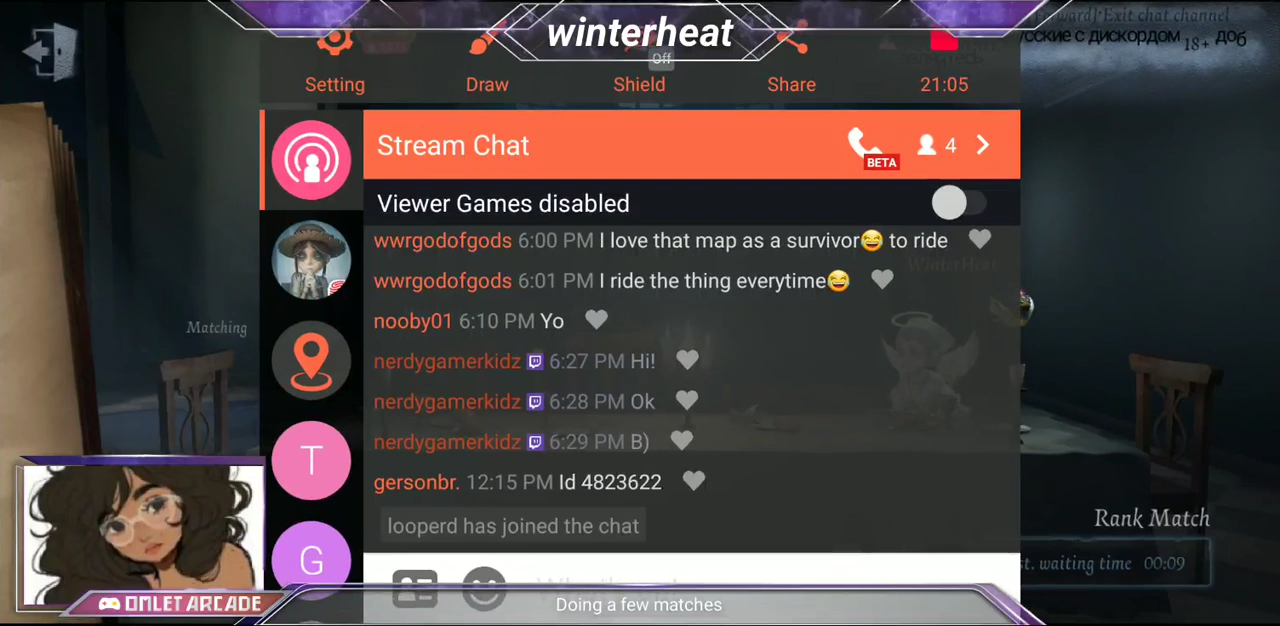 winterheat
[Forward] Exit chat channel
усские с дискордом 18+ доб
Off
Setting
Draw
Shield
Share
21:05
Stream Chat
BETA
4
Viewer Games disabled
wwrgodofgods 6:00 PM I love that map as a survivor😂 to ride
WinterHeat
wwrgodofgods 6:01 PM I ride the thing everytime😂
nooby01 6:10 PM Yo
Matching
nerdygamerkidz 6:27 PM Hi!
nerdygamerkidz 6:28 PM Ok
nerdygamerkidz 6:29 PM B)
T
gersonbr. 12:15 PM Id 4823622
looperd has joined the chat
Rank Match
G
st. waiting time 00:09
OMLET ARCADE
Doing a few matches